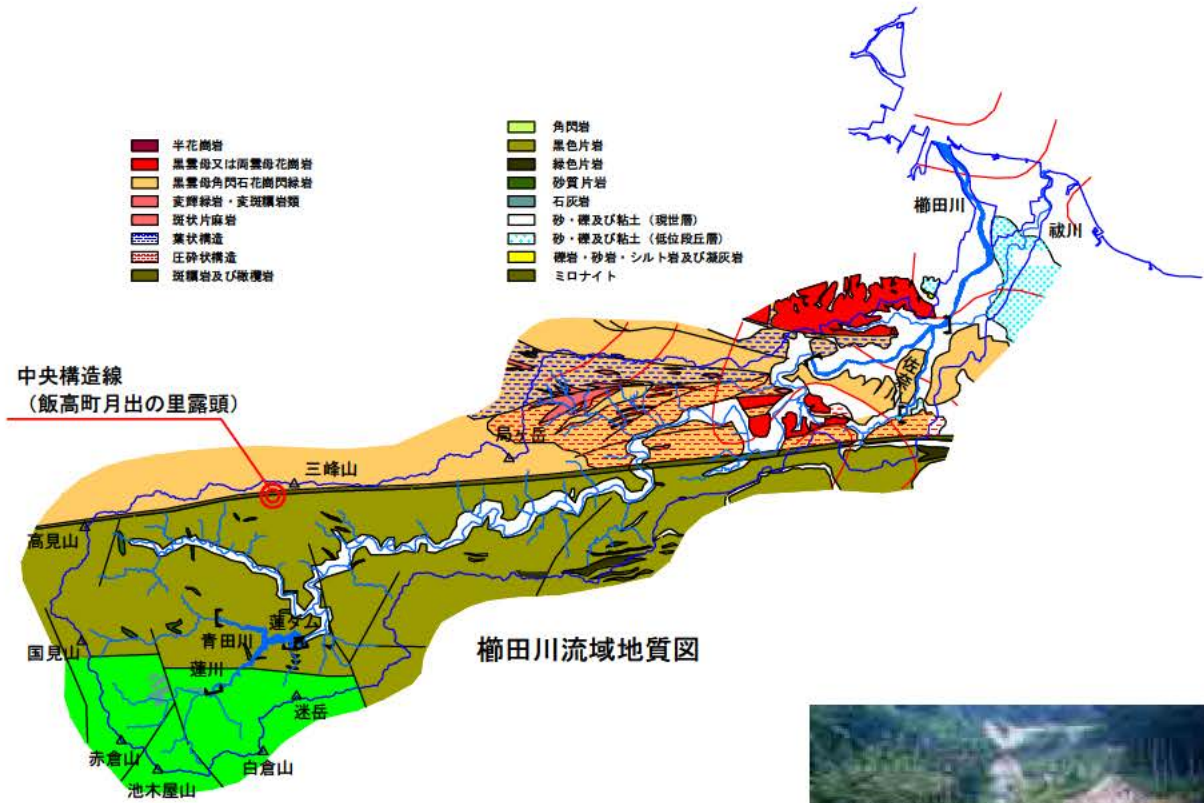 半花崗岩
黒雲母又は両雲母花崗岩
黒雲母角閃石花崗閃緑岩
変輝緑岩・変斑糲岩類
斑状片麻岩
葉状構造
圧砕状構造
斑糲岩及び橄欖岩
角閃岩
黒色片岩
緑色片岩
砂質片岩
石灰岩
砂・礫及び粘土（現世層）
砂・礫及び粘土（低位段丘層）
礫岩・砂岩・シルト岩及び凝灰岩
ミロナイト
櫛田川
祓川
佐奈川
中央構造線
（飯高町月出の里露頭）
局ヶ岳
三峰山
高見山
蓮ダム
青田川
国見山
蓮川
迷岳
赤倉山
白倉山
池木屋山
櫛田川流域地質図